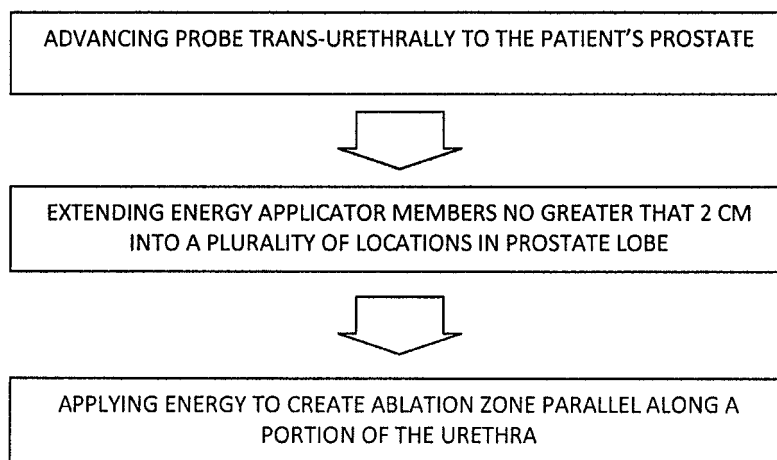 ADVANCING PROBE TRANS-URETHRALLY TO THE PATIENT'S PROSTATE
EXTENDING ENERGY APPLICATOR MEMBERS NO GREATER THAT 2 CM
INTO A PLURALITY OF LOCATIONS IN PROSTATE LOBE
APPLYING ENERGY TO CREATE ABLATION ZONE PARALLEL ALONG A
PORTION OF THE URETHRA